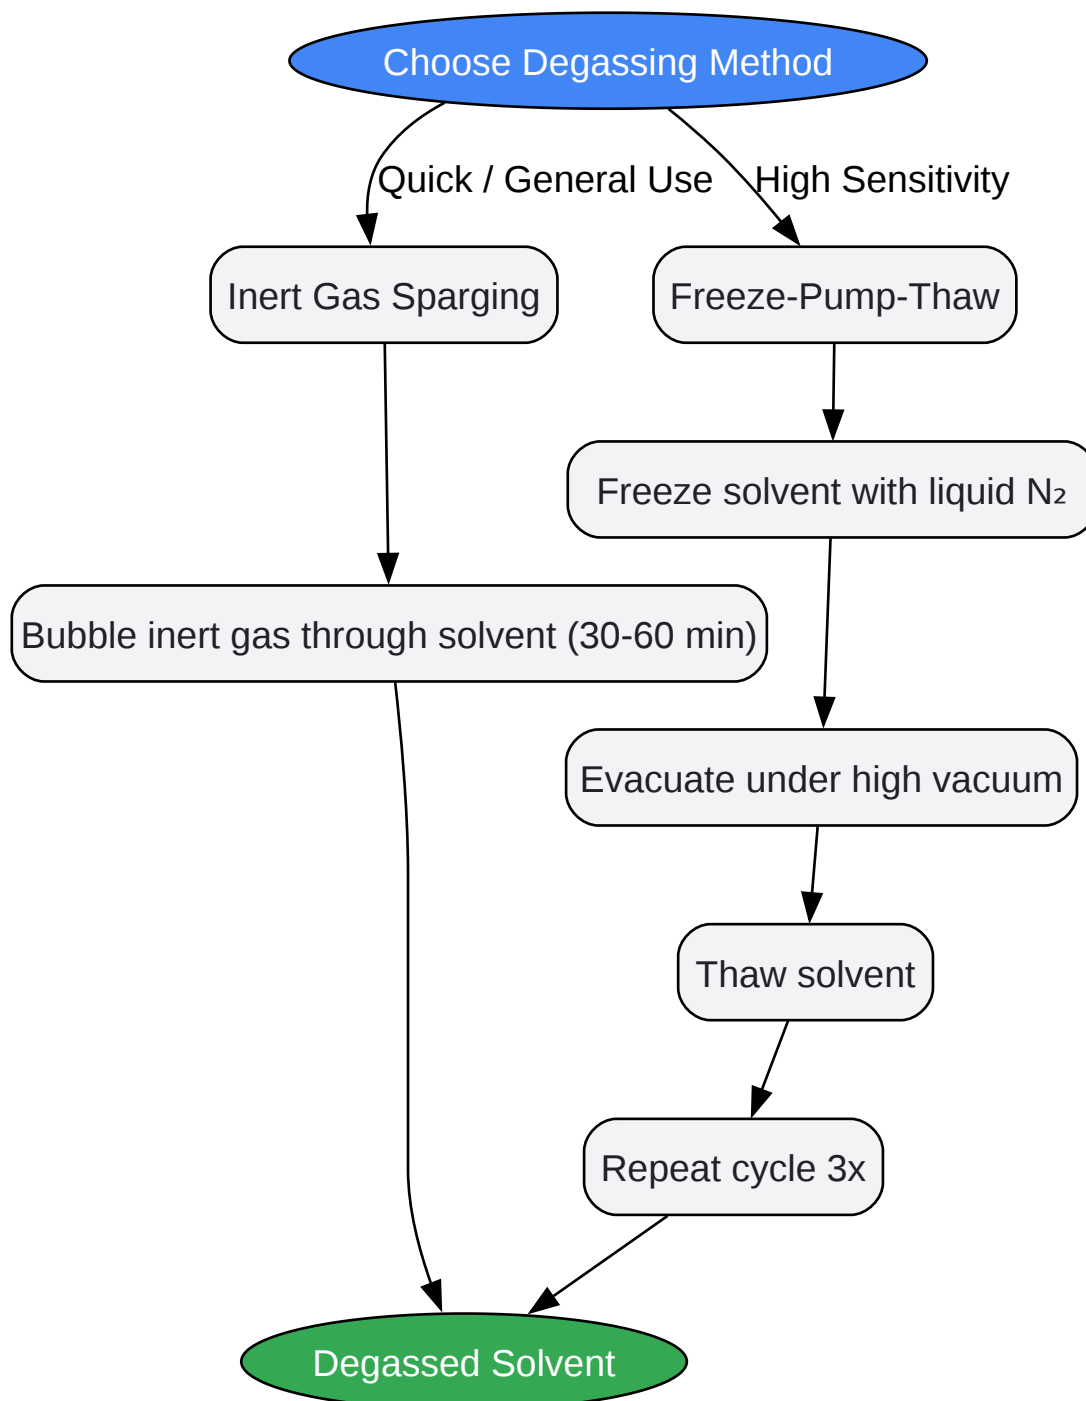 Choose Degassing Method
Quick / General Use
High Sensitivity
Inert Gas Sparging
Freeze-Pump-Thaw
Freeze solvent with liquid N₂
Bubble inert gas through solvent (30-60 min)
Evacuate under high vacuum
Thaw solvent
Repeat cycle 3x
Degassed Solvent